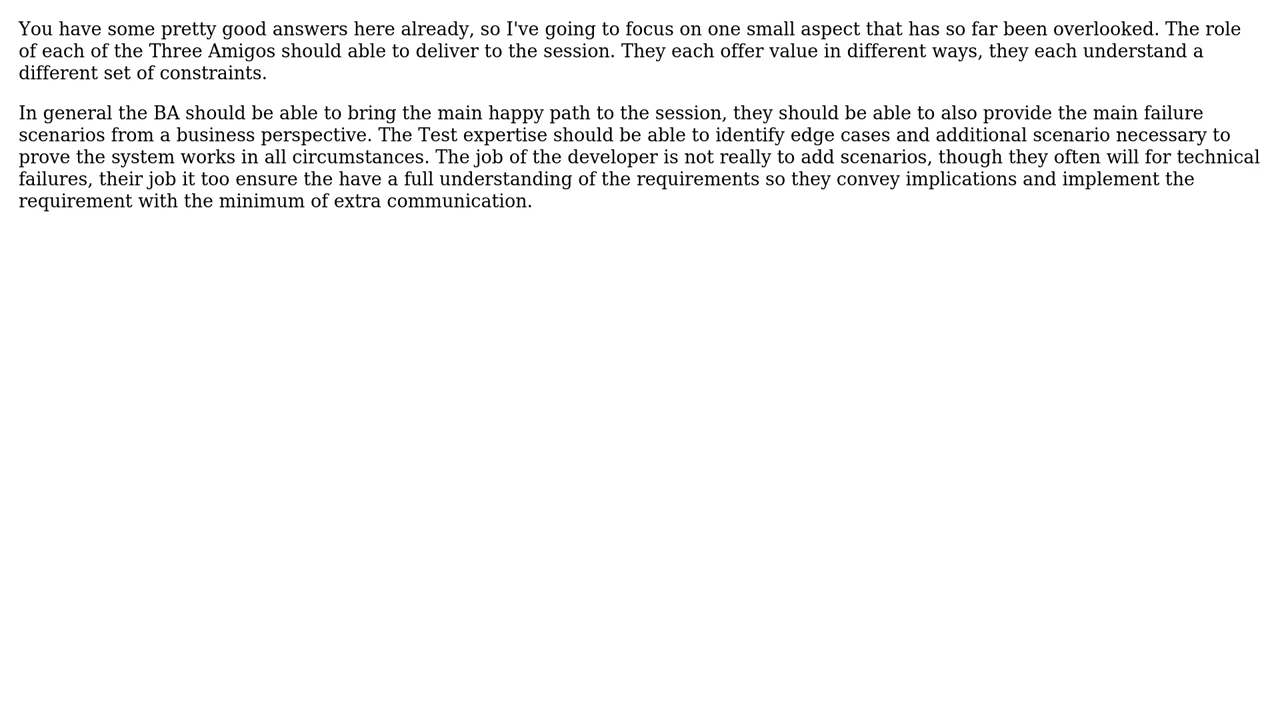 You have some pretty good answers here already, so I've going to focus on one small aspect that has so far been overlooked. The role
of each of the Three Amigos should able to deliver to the session. They each offer value in different ways, they each understand a
different set of constraints.
In general the BA should be able to bring the main happy path to the session, they should be able to also provide the main failure
scenarios from a business perspective. The Test expertise should be able to identify edge cases and additional scenario necessary to
prove the system works in all circumstances. The job of the developer is not really to add scenarios, though they often will for technical
failures, their job it too ensure the have a full understanding of the requirements so they convey implications and implement the
requirement with the minimum of extra communication.